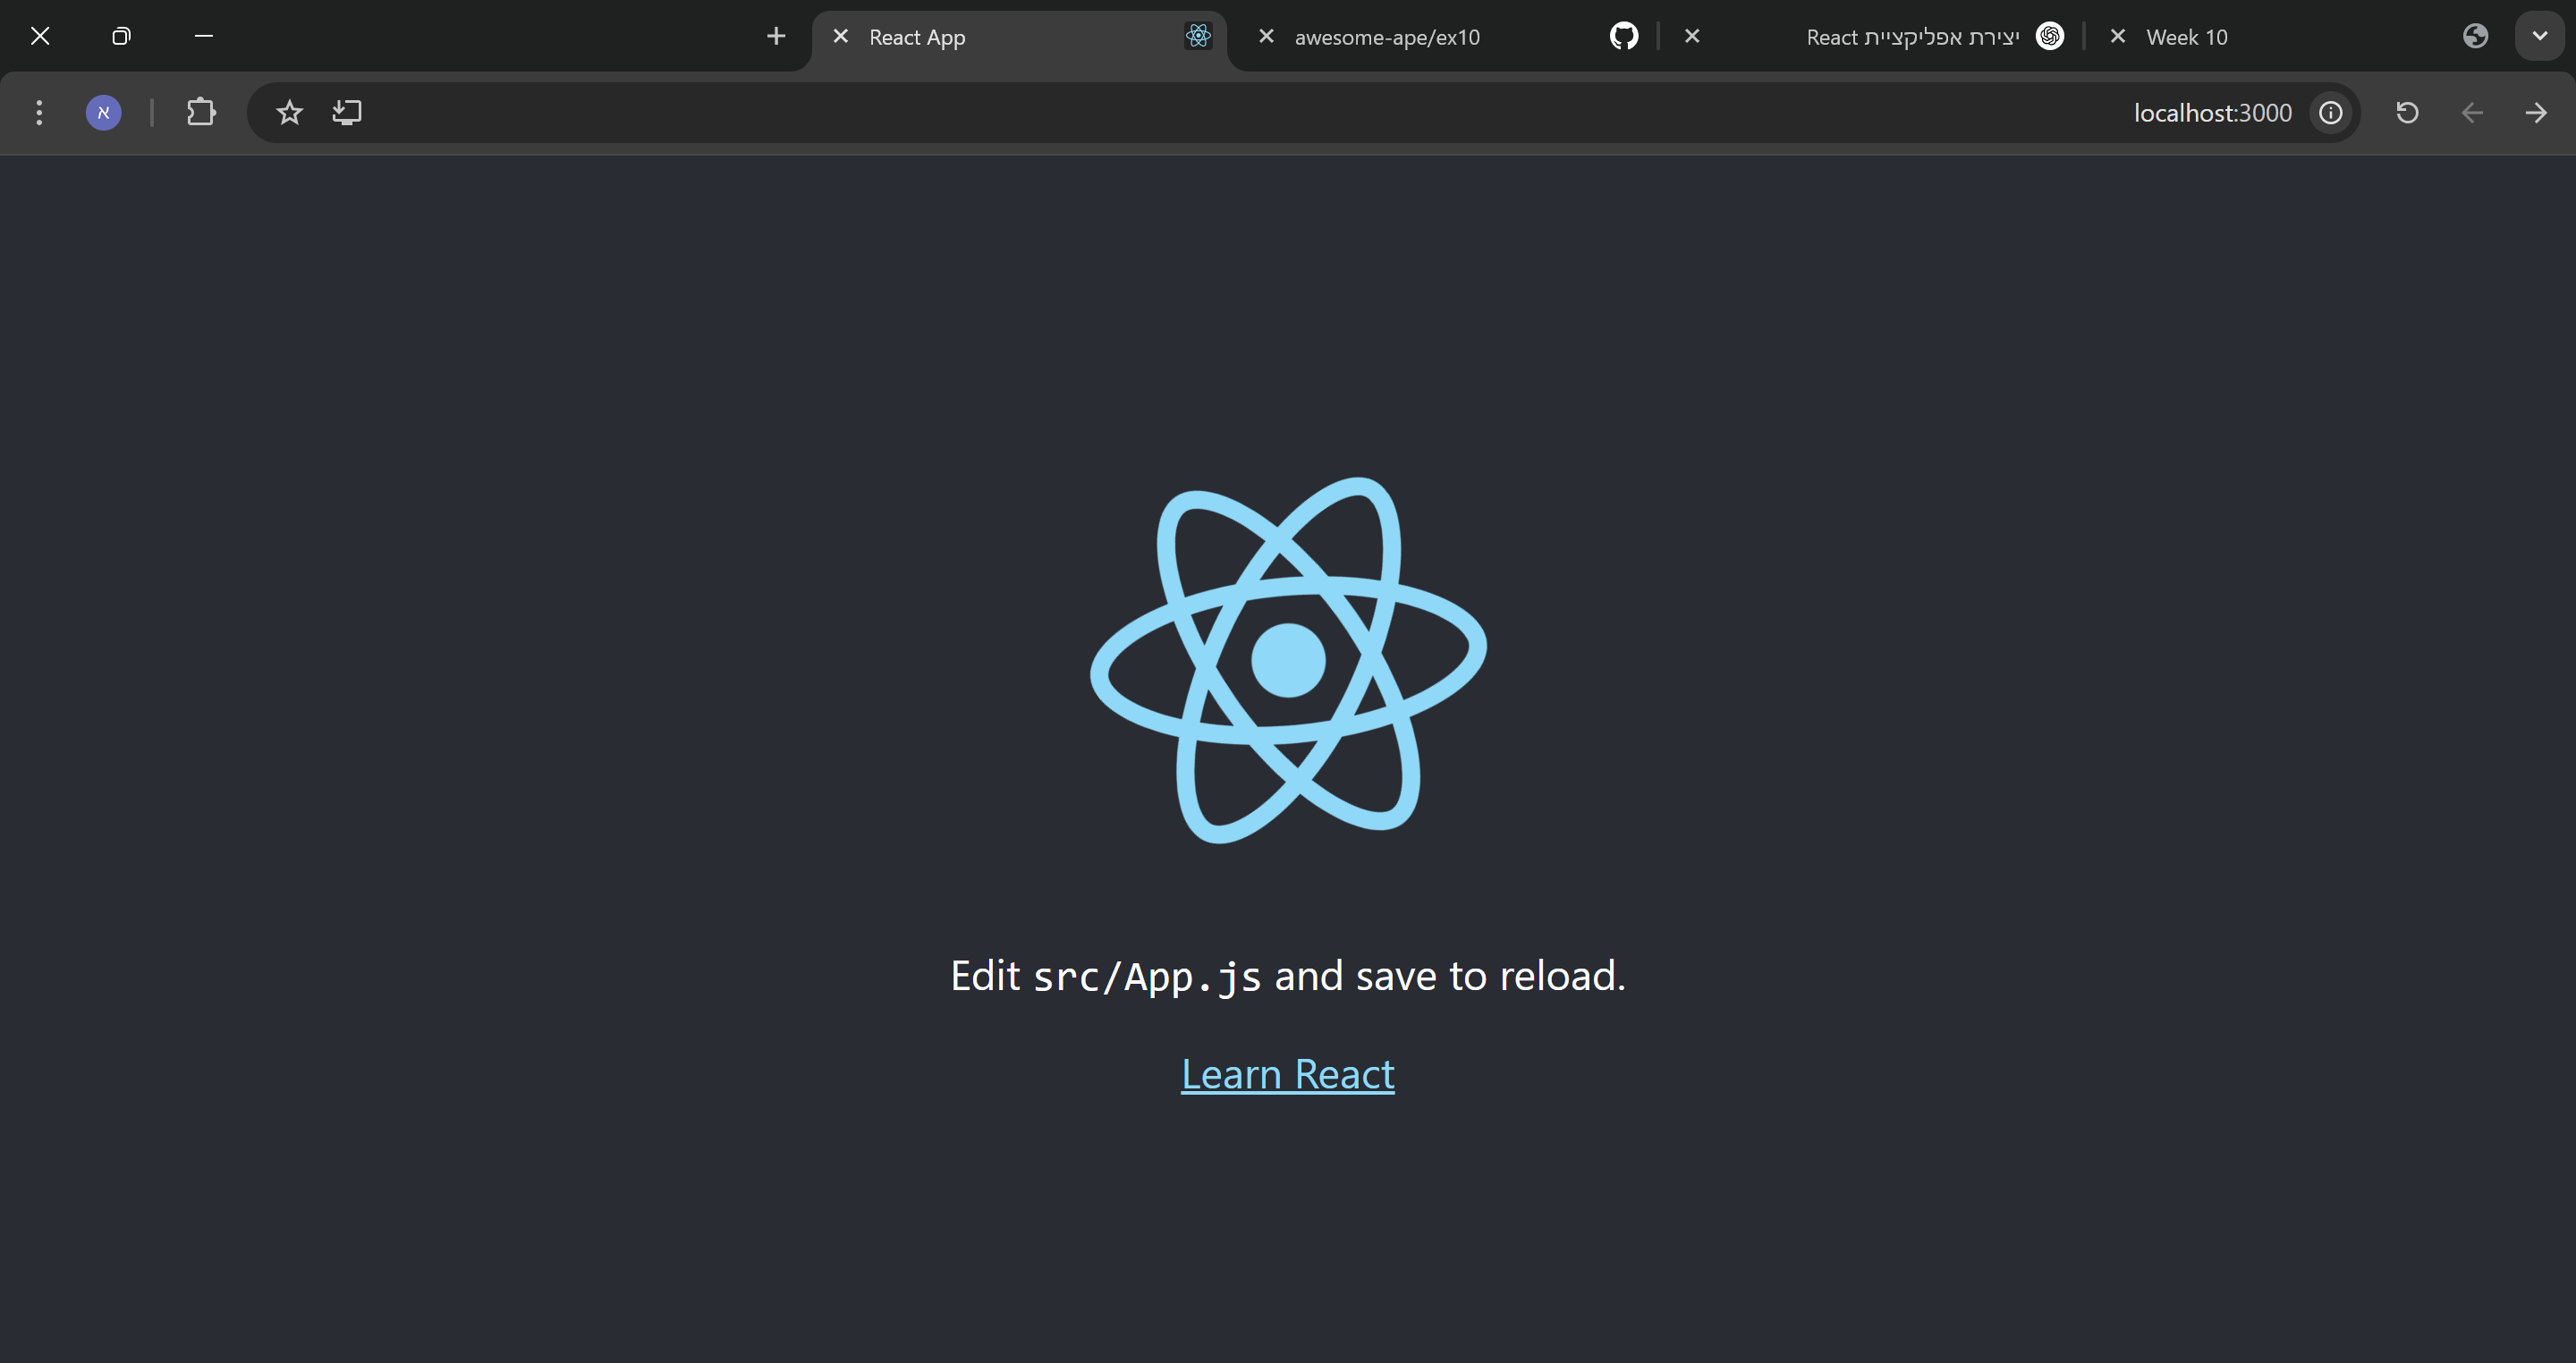 React App
awesome-ape/ex10
יצירת אפליקציית React
Week 10
א
localhost:3000
Edit src/App.js and save to reload.
Learn React